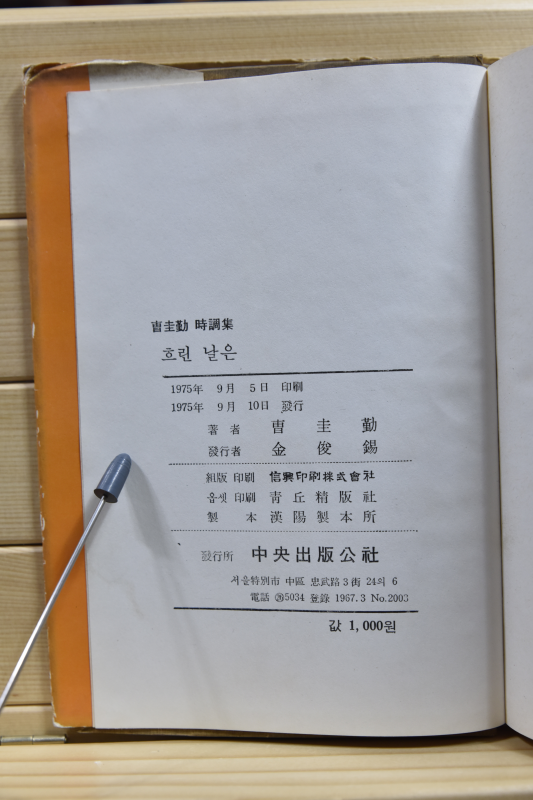 曺圭勤 時調集
흐린 날은
1975年 9月 5日 印刷
1975年 9月 10日 發行
著者 曺圭勤
發行者 金俊錫
組版 印刷 信興印刷株式會社
옵셋 印刷 靑丘精版社
製本 漢陽製本所
發行所 中央出版公社
서울特別市 中區 忠武路 3街 24의 6
電話 5034 登錄 1967.3 No.2003
값 1,000원